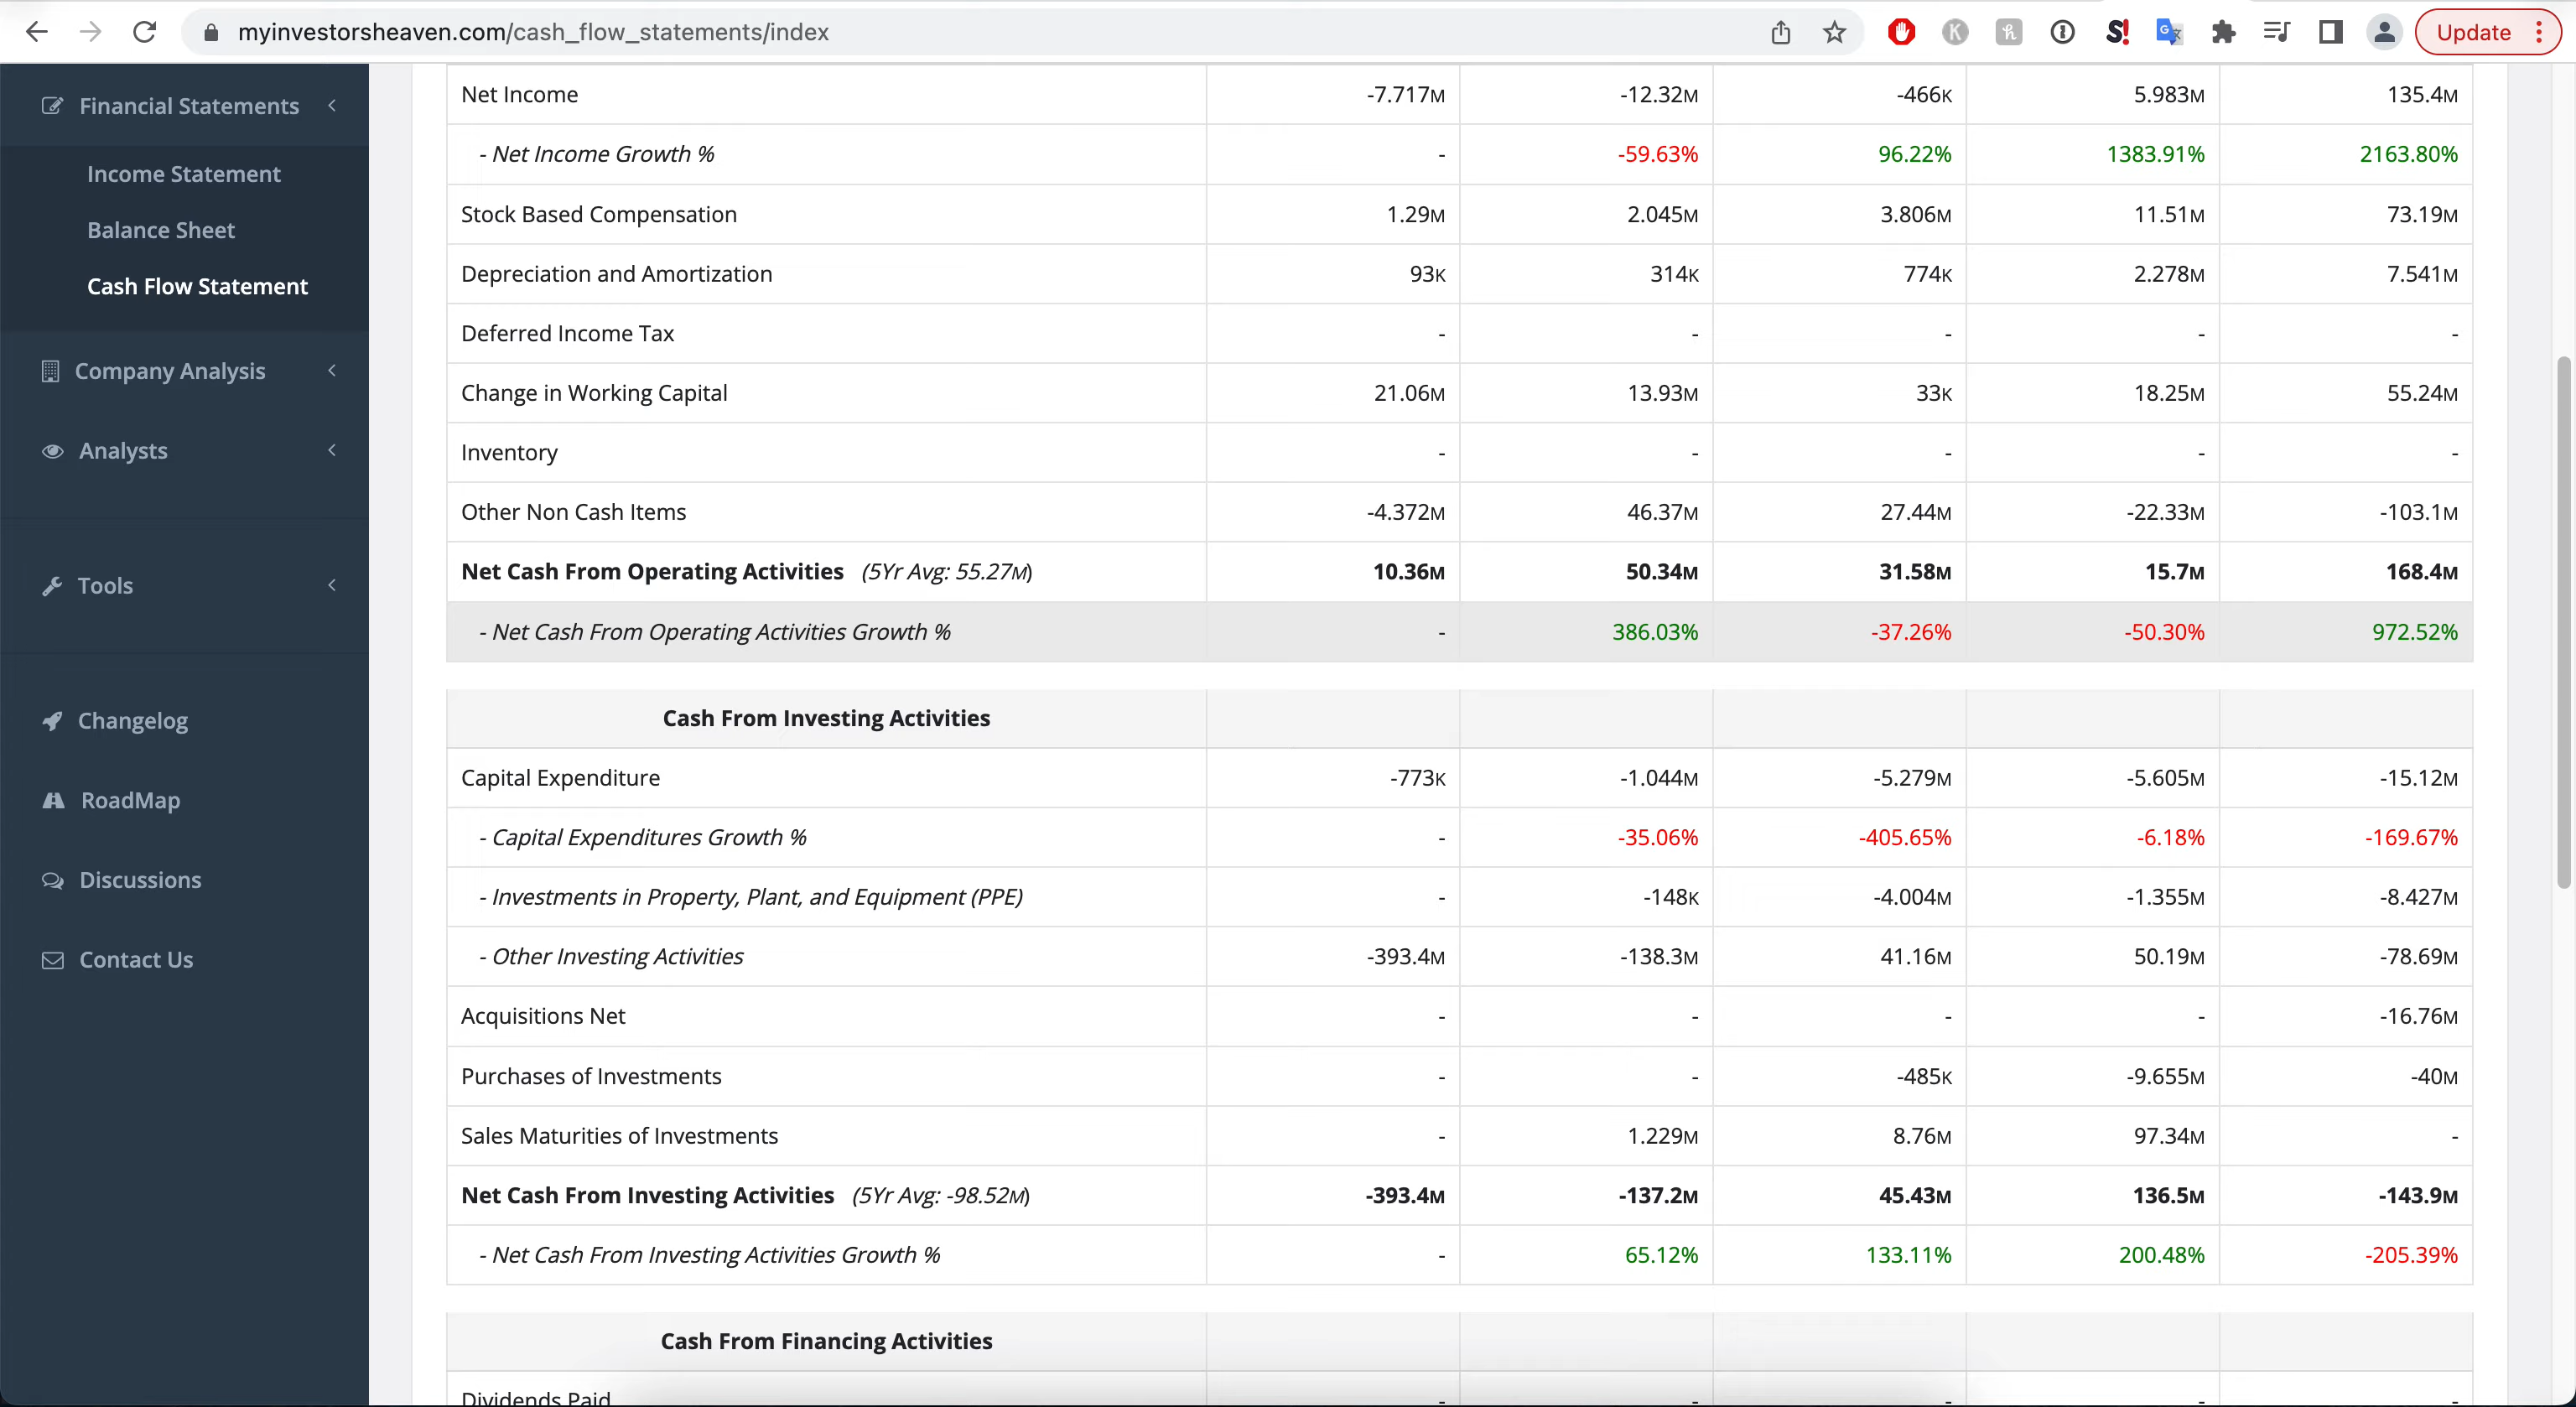 myinvestorsheaven.com/cash_flow_statements/index
Update
Financial Statements
Income Statement
Balance Sheet
Cash Flow Statement
Company Analysis
Analysts
Tools
Changelog
RoadMap
Discussions
Contact Us
Net Income -7.717M -12.32M -466K 5.983M 135.4M
- Net Income Growth % - -59.63% 96.22% 1383.91% 2163.80%
Stock Based Compensation 1.29M 2.045M 3.806M 11.51M 73.19M
Depreciation and Amortization 93K 314K 774K 2.278M 7.541M
Deferred Income Tax - - - - -
Change in Working Capital 21.06M 13.93M 33K 18.25M 55.24M
Inventory - - - - -
Other Non Cash Items -4.372M 46.37M 27.44M -22.33M -103.1M
Net Cash From Operating Activities (5Yr Avg: 55.27M) 10.36M 50.34M 31.58M 15.7M 168.4M
- Net Cash From Operating Activities Growth % - 386.03% -37.26% -50.30% 972.52%
Cash From Investing Activities
Capital Expenditure -773K -1.044M -5.279M -5.605M -15.12M
- Capital Expenditures Growth % - -35.06% -405.65% -6.18% -169.67%
- Investments in Property, Plant, and Equipment (PPE) - -148K -4.004M -1.355M -8.427M
- Other Investing Activities -393.4M -138.3M 41.16M 50.19M -78.69M
Acquisitions Net - - - - -16.76M
Purchases of Investments - - -485K -9.655M -40M
Sales Maturities of Investments - 1.229M 8.76M 97.34M -
Net Cash From Investing Activities (5Yr Avg: -98.52M) -393.4M -137.2M 45.43M 136.5M -143.9M
- Net Cash From Investing Activities Growth % - 65.12% 133.11% 200.48% -205.39%
Cash From Financing Activities
Dividends Paid - - - - -